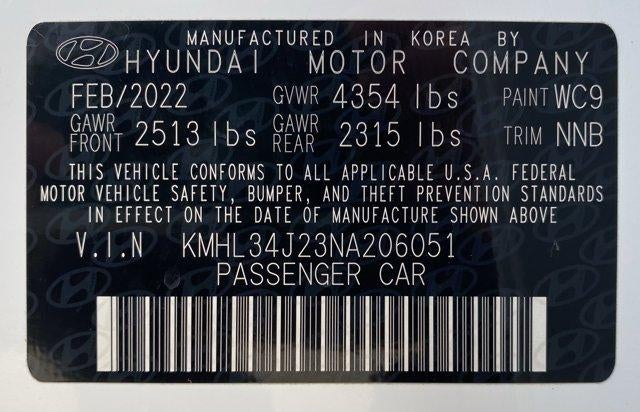 MANUFACTURED IN KOREA BY
HYUNDAI MOTOR COMPANY
FEB/2022 GVWR 4354 lbs PAINT WC9
GAWR FRONT 2513 lbs GAWR REAR 2315 lbs TRIM NNB
THIS VEHICLE CONFORMS TO ALL APPLICABLE U.S.A. FEDERAL
MOTOR VEHICLE SAFETY, BUMPER, AND THEFT PREVENTION STANDARDS
IN EFFECT ON THE DATE OF MANUFACTURE SHOWN ABOVE
V.I.N KMHL34J23NA206051
PASSENGER CAR